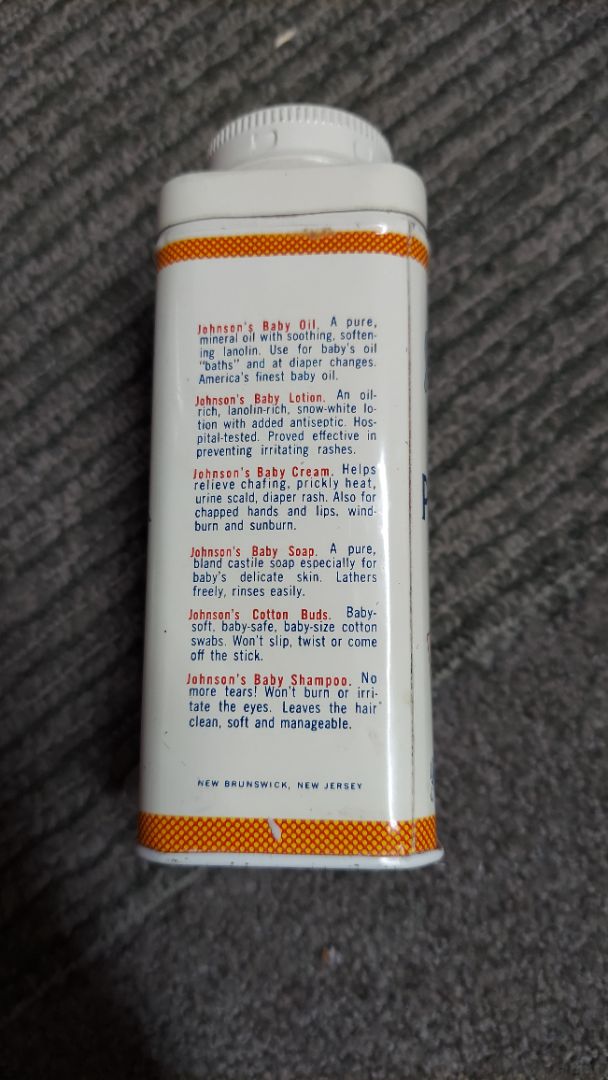 Johnson's Baby Oil. A pure,
mineral oil with soothing, soften-
ing lanolin. Use for baby's oil
"baths" and at diaper changes.
America's finest baby oil.
Johnson's Baby Lotion. An oil-
rich, lanolin-rich, snow-white lo-
tion with added antiseptic. Hos-
pital-tested. Proved effective in
preventing irritating rashes.
Johnson's Baby Cream. Helps
relieve chafing, prickly heat,
urine scald, diaper rash. Also for
chapped hands and lips, wind-
burn and sunburn.
Johnson's Baby Soap. A pure,
bland castile soap especially for
baby's delicate skin. Lathers
freely, rinses easily.
Johnson's Cotton Buds. Baby-
soft, baby-safe, baby-size cotton
swabs. Won't slip, twist or come
off the stick.
Johnson's Baby Shampoo. No
more tears! Won't burn or irri-
tate the eyes. Leaves the hair
clean, soft and manageable.
NEW BRUNSWICK, NEW JERSEY